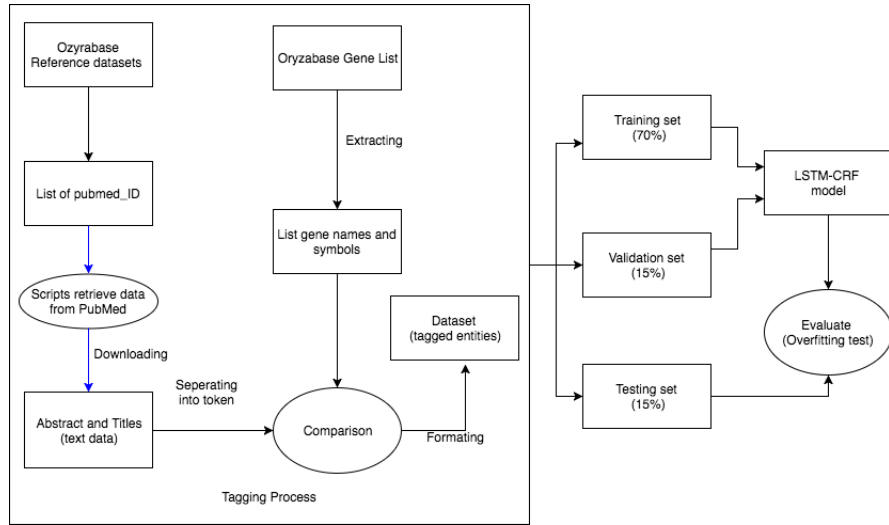 Ozyrabase
Reference datasets
Oryzabase Gene List
Extracting
List of pubmed_ID
List gene names and
symbols
Scripts retrieve data
from PubMed
Downloading
Dataset
(tagged entities)
Seperating
into token
Abstract and Titles
(text data)
Comparison
Formating
Tagging Process
Training set
(70%)
LSTM-CRF
model
Validation set
(15%)
Evaluate
(Overfitting test)
Testing set
(15%)